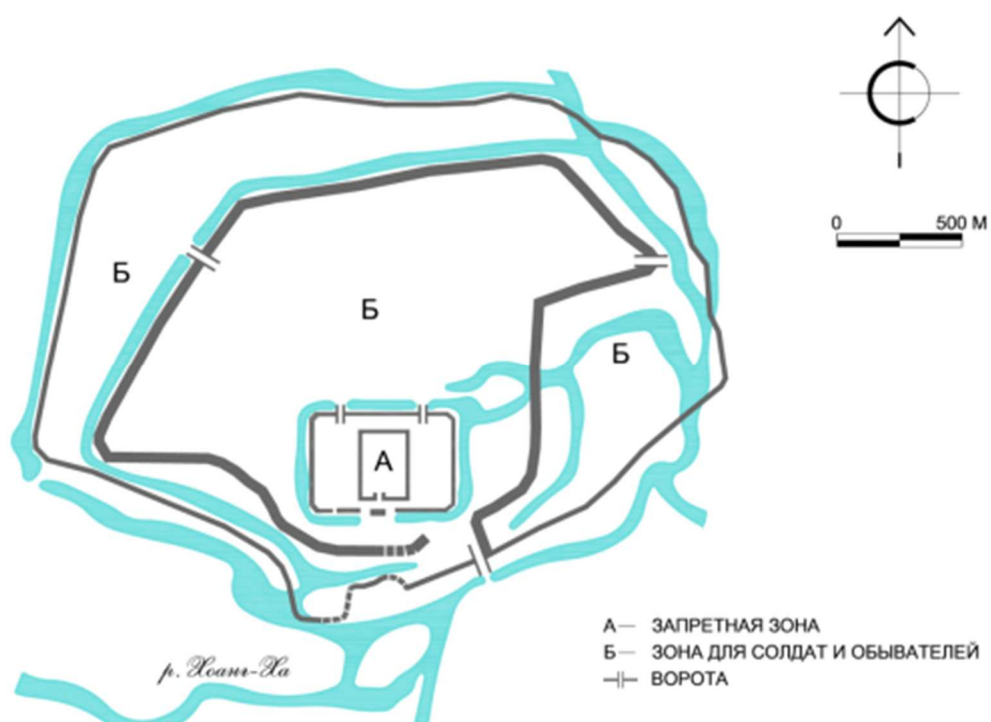 0 500 М
Б
Б
Б
А
А — ЗАПРЕТНАЯ ЗОНА
Б — ЗОНА ДЛЯ СОЛДАТ И ОБЫВАТЕЛЕЙ
ВОРОТА
р. Хоанг-Ха